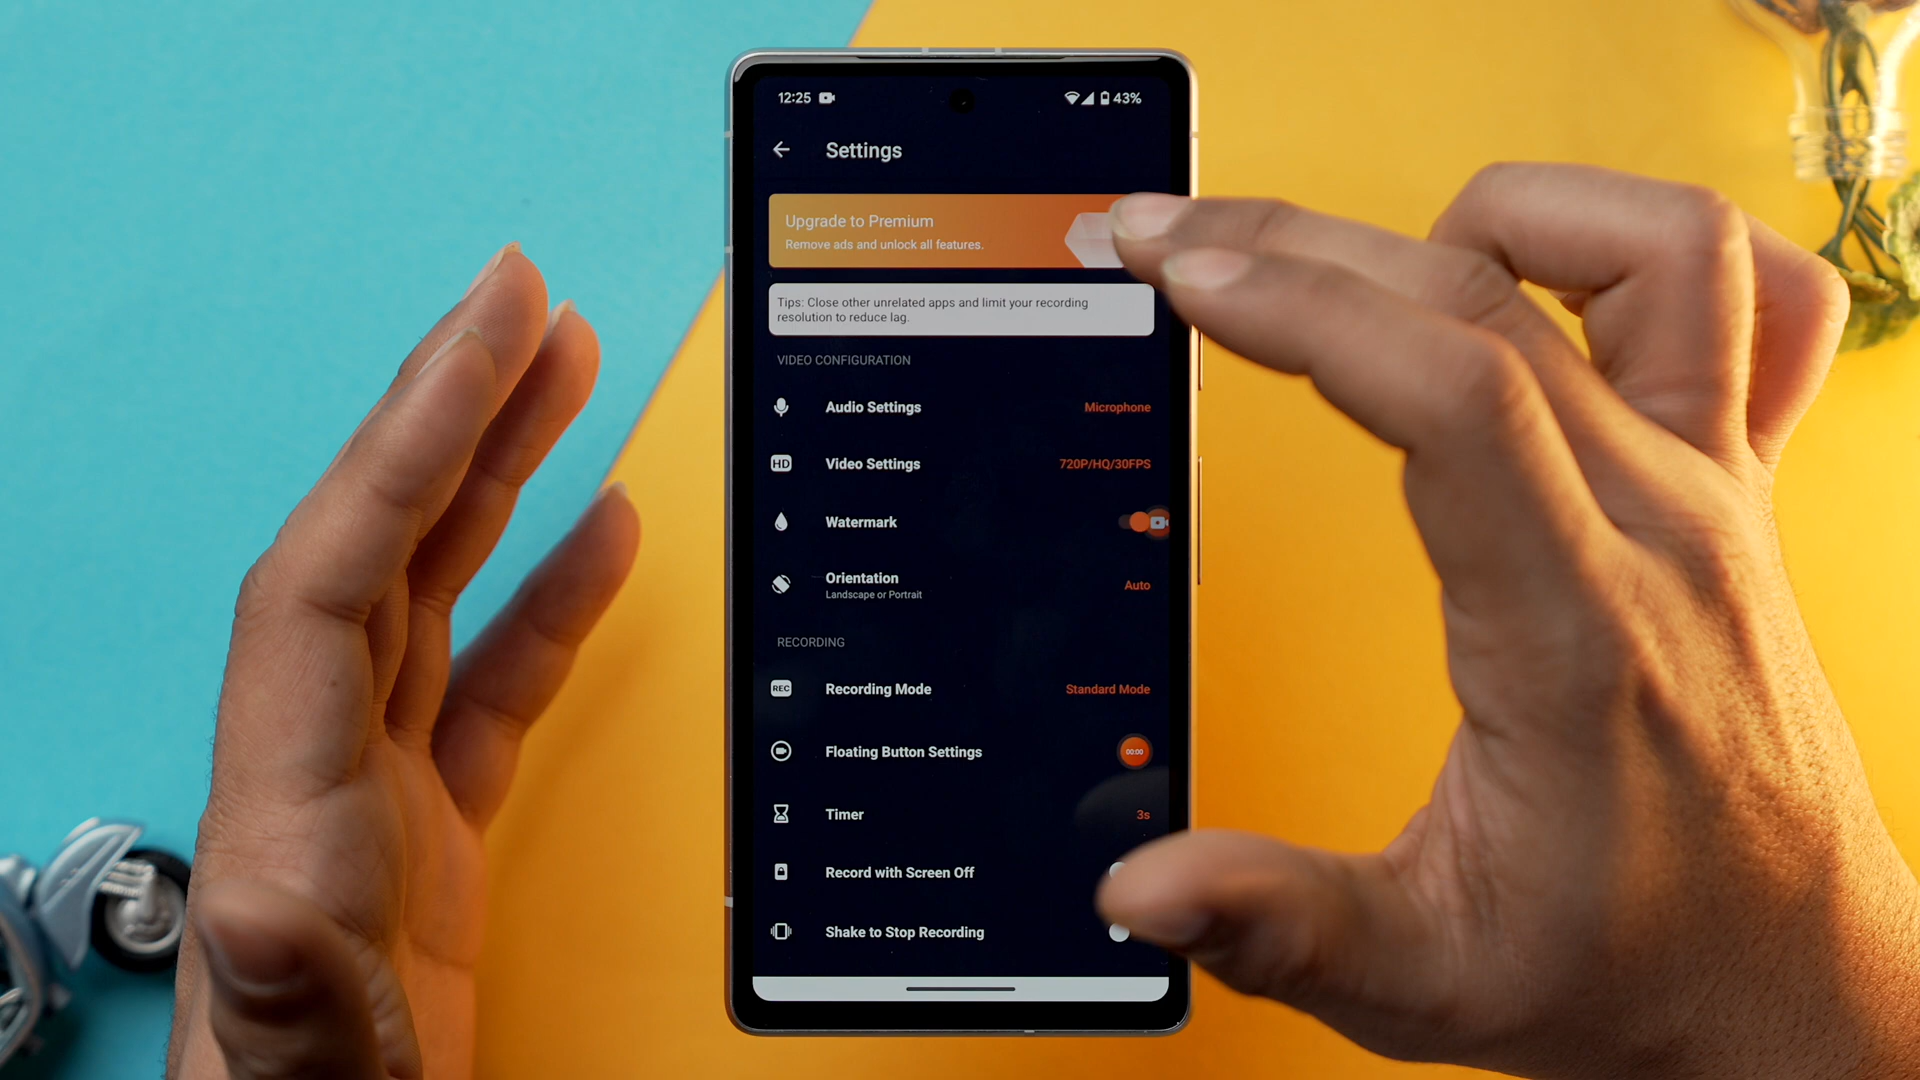 12:25
43%
Settings
Upgrade to Premium
Remove ads and unlock all features.
Tips: Close other unrelated apps and limit your recording
resolution to reduce lag.
VIDEO CONFIGURATION
Audio Settings Microphone
HD Video Settings 720P/HQ/30FPS
Watermark
Orientation Auto
Landscape or Portrait
RECORDING
REC Recording Mode Standard Mode
Floating Button Settings 00:00
Timer 3s
Record with Screen Off
Shake to Stop Recording